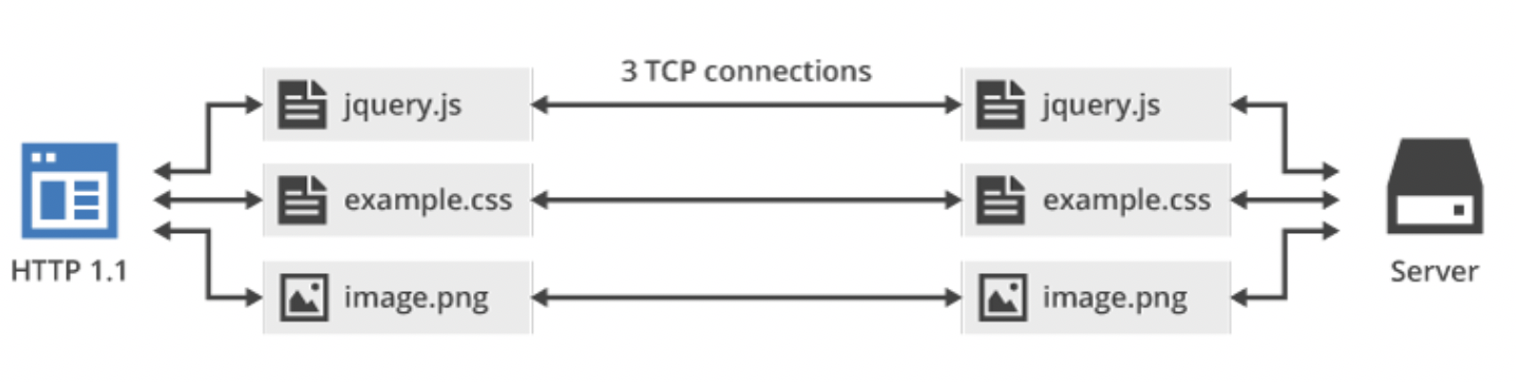 3 TCP connections
jquery.js
jquery.js
example.css
example.css
image.png
image.png
HTTP 1.1
Server